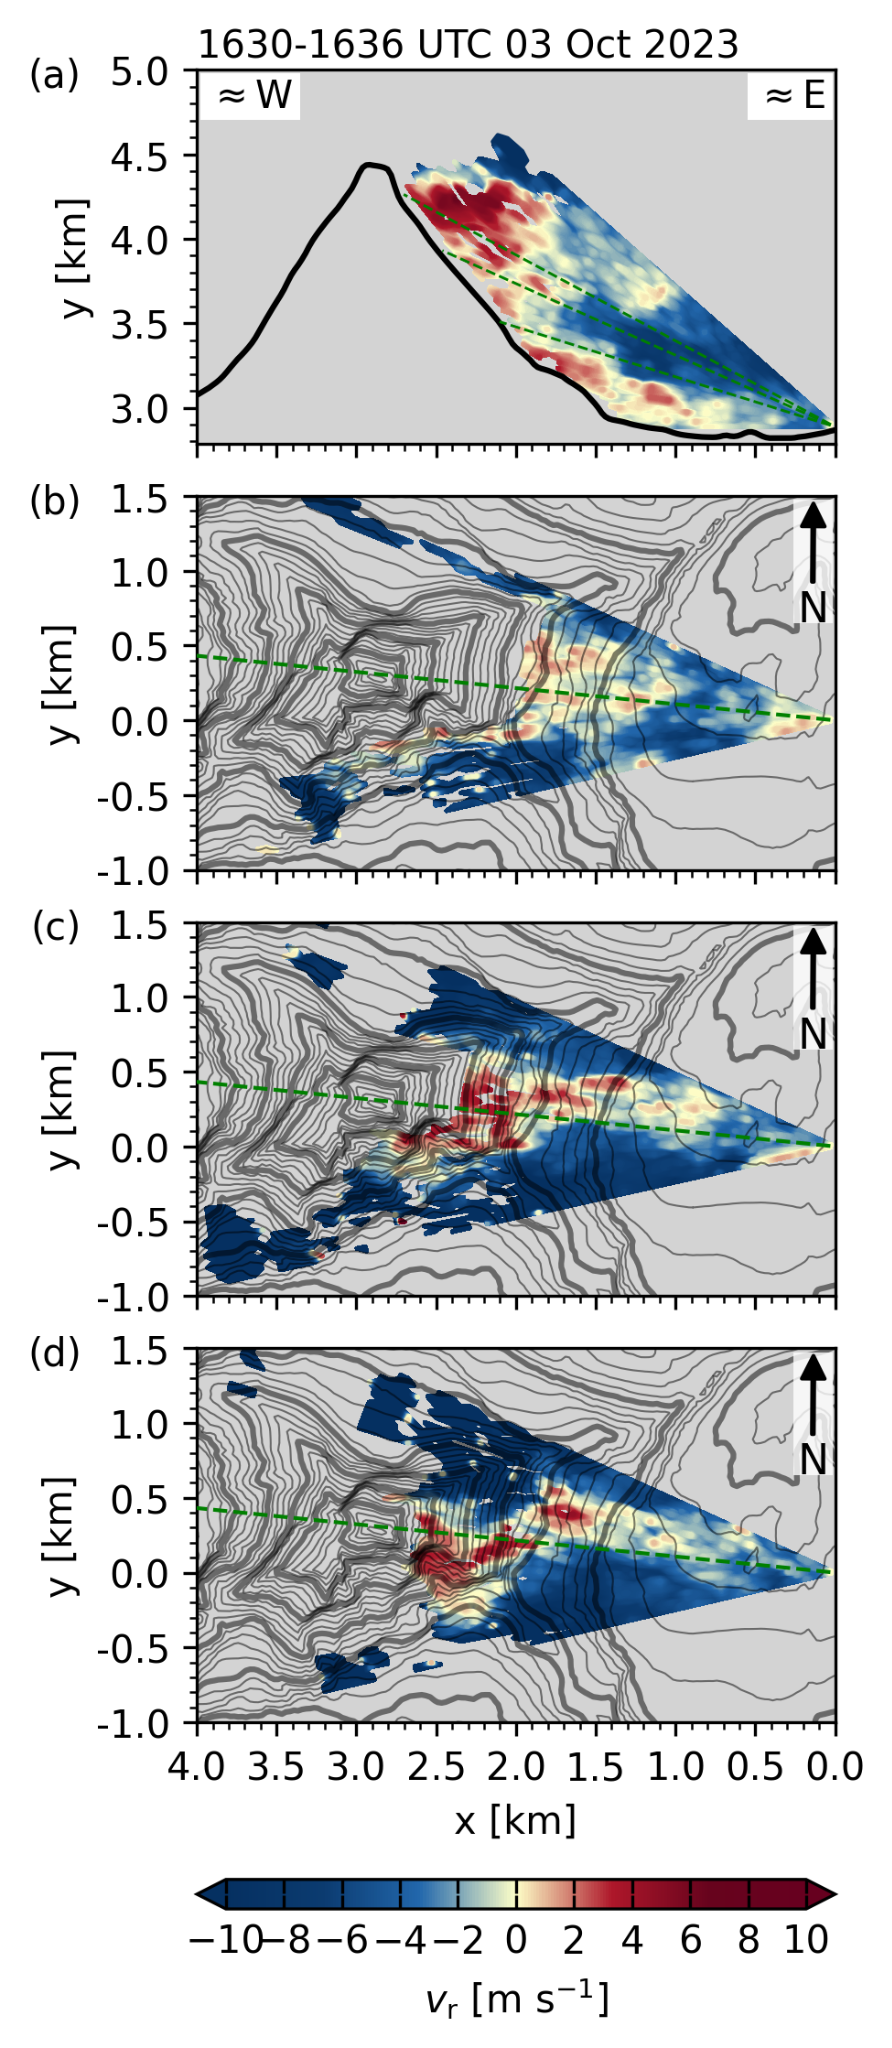 1630-1636 UTC 03 Oct 2023
(a)
≈ W
≈ E
5.0
4.5
4.0
3.5
3.0
y [km]
(b)
1.5
1.0
0.5
0.0
-0.5
-1.0
y [km]
N
(c)
1.5
1.0
0.5
0.0
-0.5
-1.0
y [km]
N
(d)
1.5
1.0
0.5
0.0
-0.5
-1.0
y [km]
N
4.0 3.5 3.0 2.5 2.0 1.5 1.0 0.5 0.0
x [km]
−10 −8 −6 −4 −2 0 2 4 6 8 10
v_r [m s⁻¹]